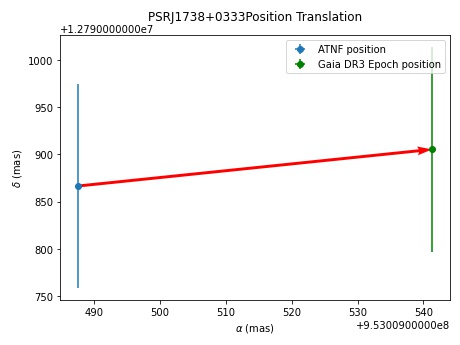 PSRJ1738+0333Position Translation
+1.2790000000e7
ATNF position
Gaia DR3 Epoch position
1000
950
900
850
800
750
δ (mas)
490
500
510
520
530
540
+9.5300900000e8
α (mas)